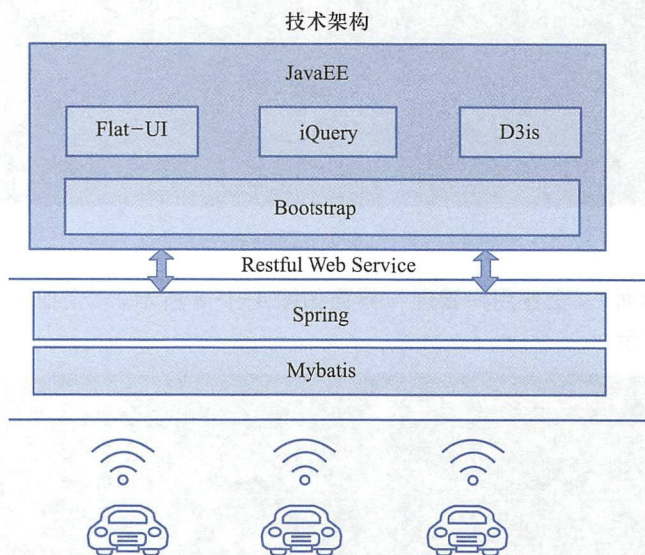 技术架构
JavaEE
Flat-UI
iQuery
D3is
Bootstrap
Restful Web Service
Spring
Mybatis